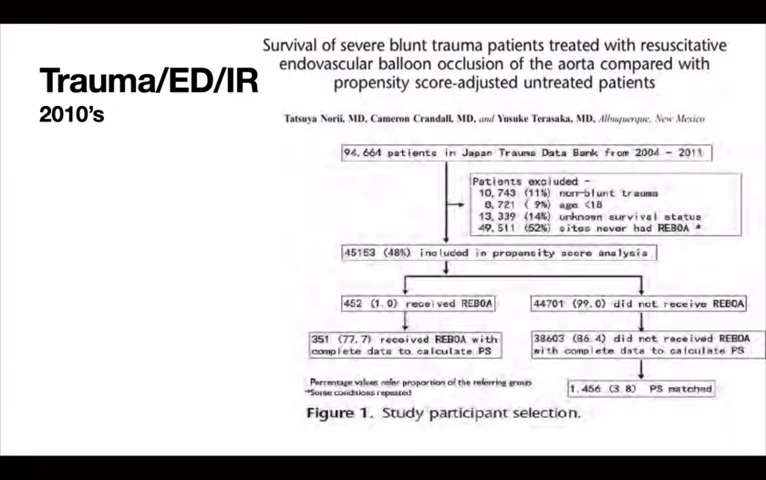 Trauma/ED/IR
2010's
Survival of severe blunt trauma patients treated with resuscitative
endovascular balloon occlusion of the aorta compared with
propensity score-adjusted untreated patients
Tatsuya Norii, MD, Cameron Crandall, MD, and Yusuke Terasaka, MD, Albuquerque, New Mexico
94,664 patients in Japan Trauma Data Bank from 2004 - 2011
Patients excluded -
10,743 (11%) non-blunt trauma
8,721 ( 9%) age <18
13,339 (14%) unknown survival status
49,511 (52%) sites never had REBOA *
45153 (48%) included in propensity score analysis
452 (1.0) received REBOA
44701 (99.0) did not receive REBOA
351 (77.7) received REBOA with
complete data to calculate PS
38603 (86.4) did not received REBOA
with complete data to calculate PS
1,456 (3.8) PS matched
Percentage values refer proportion of the referring group
*Some conditions repeated
Figure 1. Study participant selection.